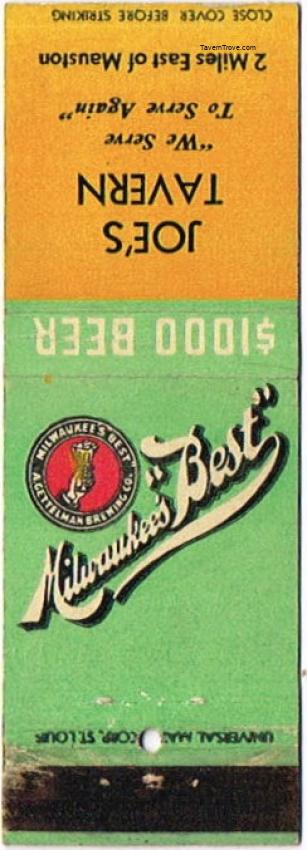 TavernTrove.com
CLOSE COVER BEFORE STRIKING
JOE'S
TAVERN
"We Serve
To Serve Again"
2 Miles East of Mauston
$1000 BEER
Milwaukee's
"Best"
MILWAUKEE'S BEST
A.GETTELMAN BREWING CO.
UNIVERSAL CORP., ST. LOUIS